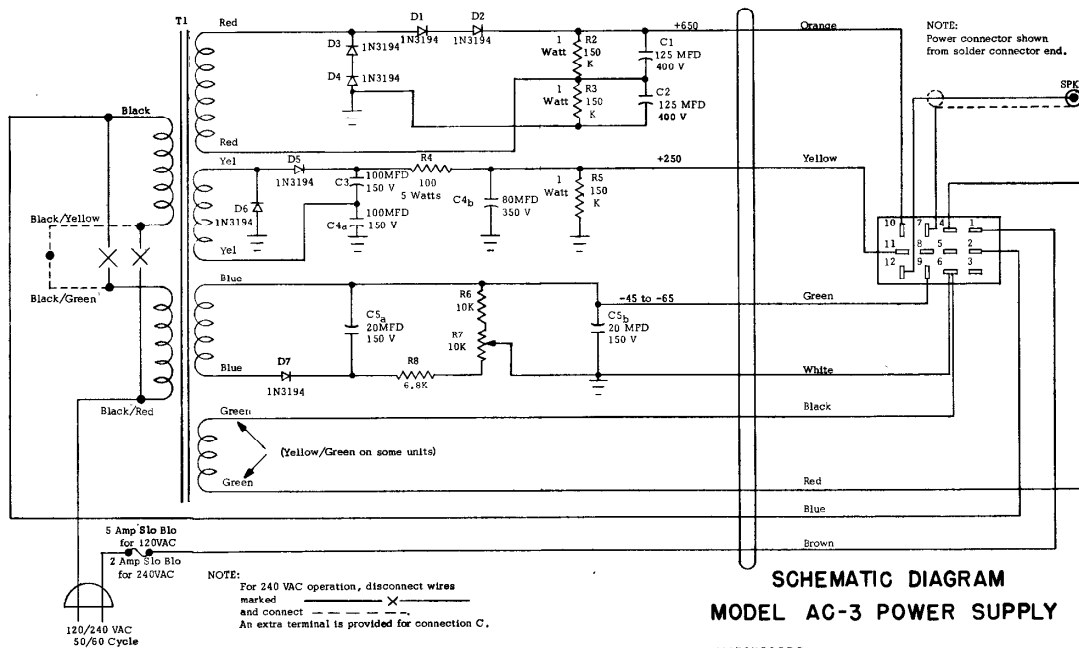 T1
Red
D1
1N3194
D2
1N3194
D3
1N3194
D4
1N3194
1
Watt
R2
150
K
C1
125 MFD
400 V
+650
Orange
1
Watt
R3
150
K
C2
125 MFD
400 V
Red
NOTE:
Power connector shown
from solder connector end.
SPK
Black
Yel
D5
1N3194
D6
1N3194
C3
100MFD
150 V
R4
100
5 Watts
C4a
100MFD
150 V
C4b
80MFD
350 V
1
Watt
R5
150
K
+250
Yellow
Yel
Black/Yellow
Black/Green
10
7
4
1
11
8
5
2
12
9
6
3
Blue
C5a
20MFD
150 V
R6
10K
R7
10K
R8
6.8K
D7
1N3194
Blue
-45 to -65
C5b
20 MFD
150 V
Green
White
Black/Red
Green
(Yellow/Green on some units)
Green
Black
Red
Blue
Brown
5 Amp Slo Blo
for 120VAC
2 Amp Slo Blo
for 240VAC
120/240 VAC
50/60 Cycle
NOTE:
For 240 VAC operation, disconnect wires
marked
and connect
An extra terminal is provided for connection C.
SCHEMATIC DIAGRAM
MODEL AC-3 POWER SUPPLY